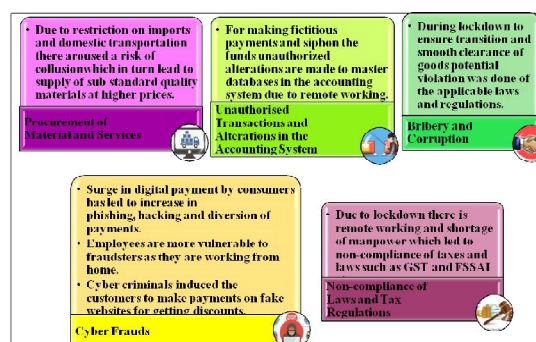 • Due to restriction on imports
and domestic transportation
there aroused a risk of
collusionwhich in turn lead to
supply of sub standard quality
materials at higher prices.
Procurement of
Material and Services
• For making fictitious
payments and siphon the
funds unauthorized
alterations are made to master
databases in the accounting
system due to remote working.
Unauthorised
Transactions and
Alterations in the
Accounting System
• During lockdown to
ensure transition and
smooth clearance of
goods potential
violation was done of
the applicable laws
and regulations.
Bribery and
Corruption
• Surge in digital payment by consumers
has led to increase in
phishing, hacking and diversion of
payments.
• Employees are more vulnerable to
fraudsters as they are working from
home.
• Cyber criminals induced the
customers to make payments on fake
websites for getting discounts.
Cyber Frauds
• Due to lockdown there is
remote working and shortage
of manpower which led to
non-compliance of taxes and
laws such as GST and FSSAI
Non-compliance of
Laws and Tax
Regulations